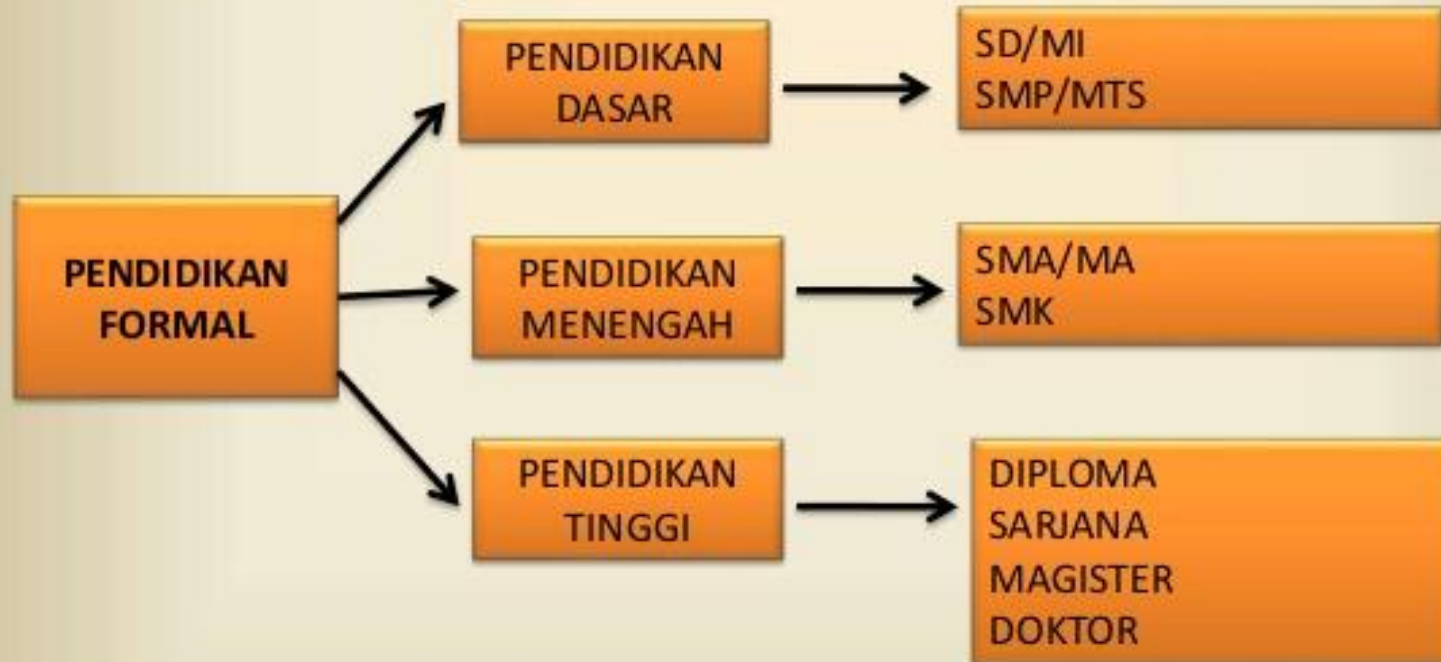 PENDIDIKAN
FORMAL
PENDIDIKAN
DASAR
SD/MI
SMP/MTS
PENDIDIKAN
MENENGAH
SMA/MA
SMK
PENDIDIKAN
TINGGI
DIPLOMA
SARJANA
MAGISTER
DOKTOR